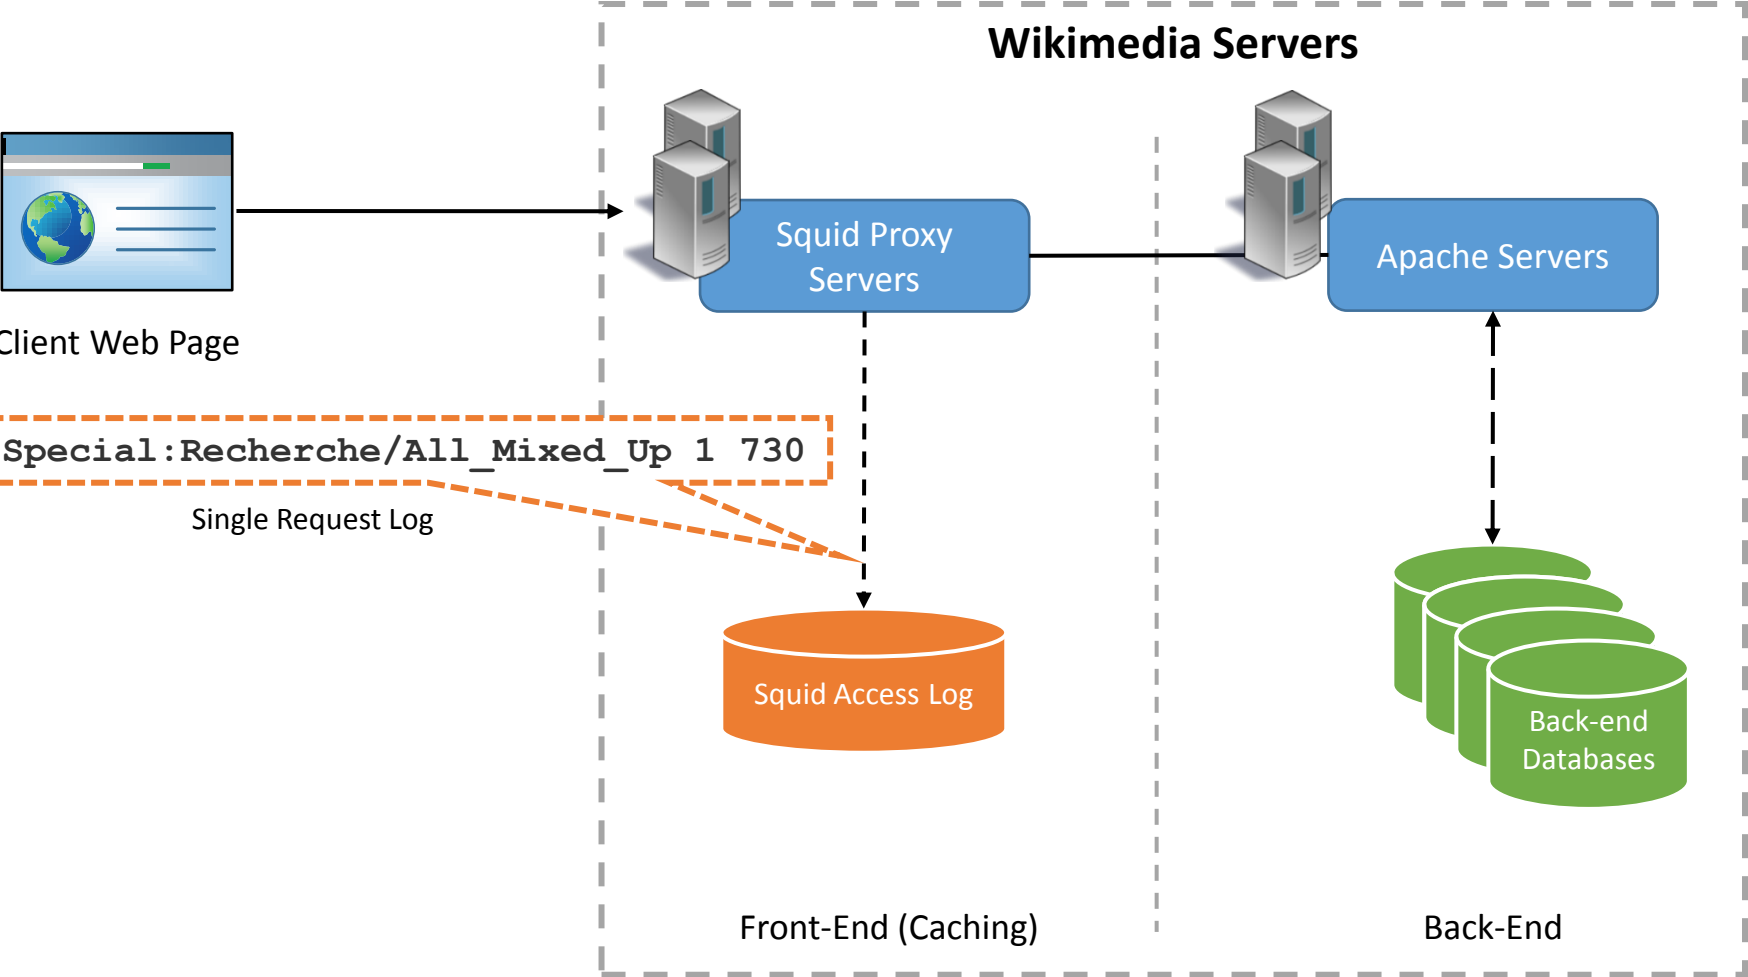 Wikimedia Servers
Squid Proxy
Servers
Apache Servers
Client Web Page
Special:Recherche/All_Mixed_Up 1 730
Single Request Log
Squid Access Log
Back-end
Databases
Front-End (Caching)
Back-End